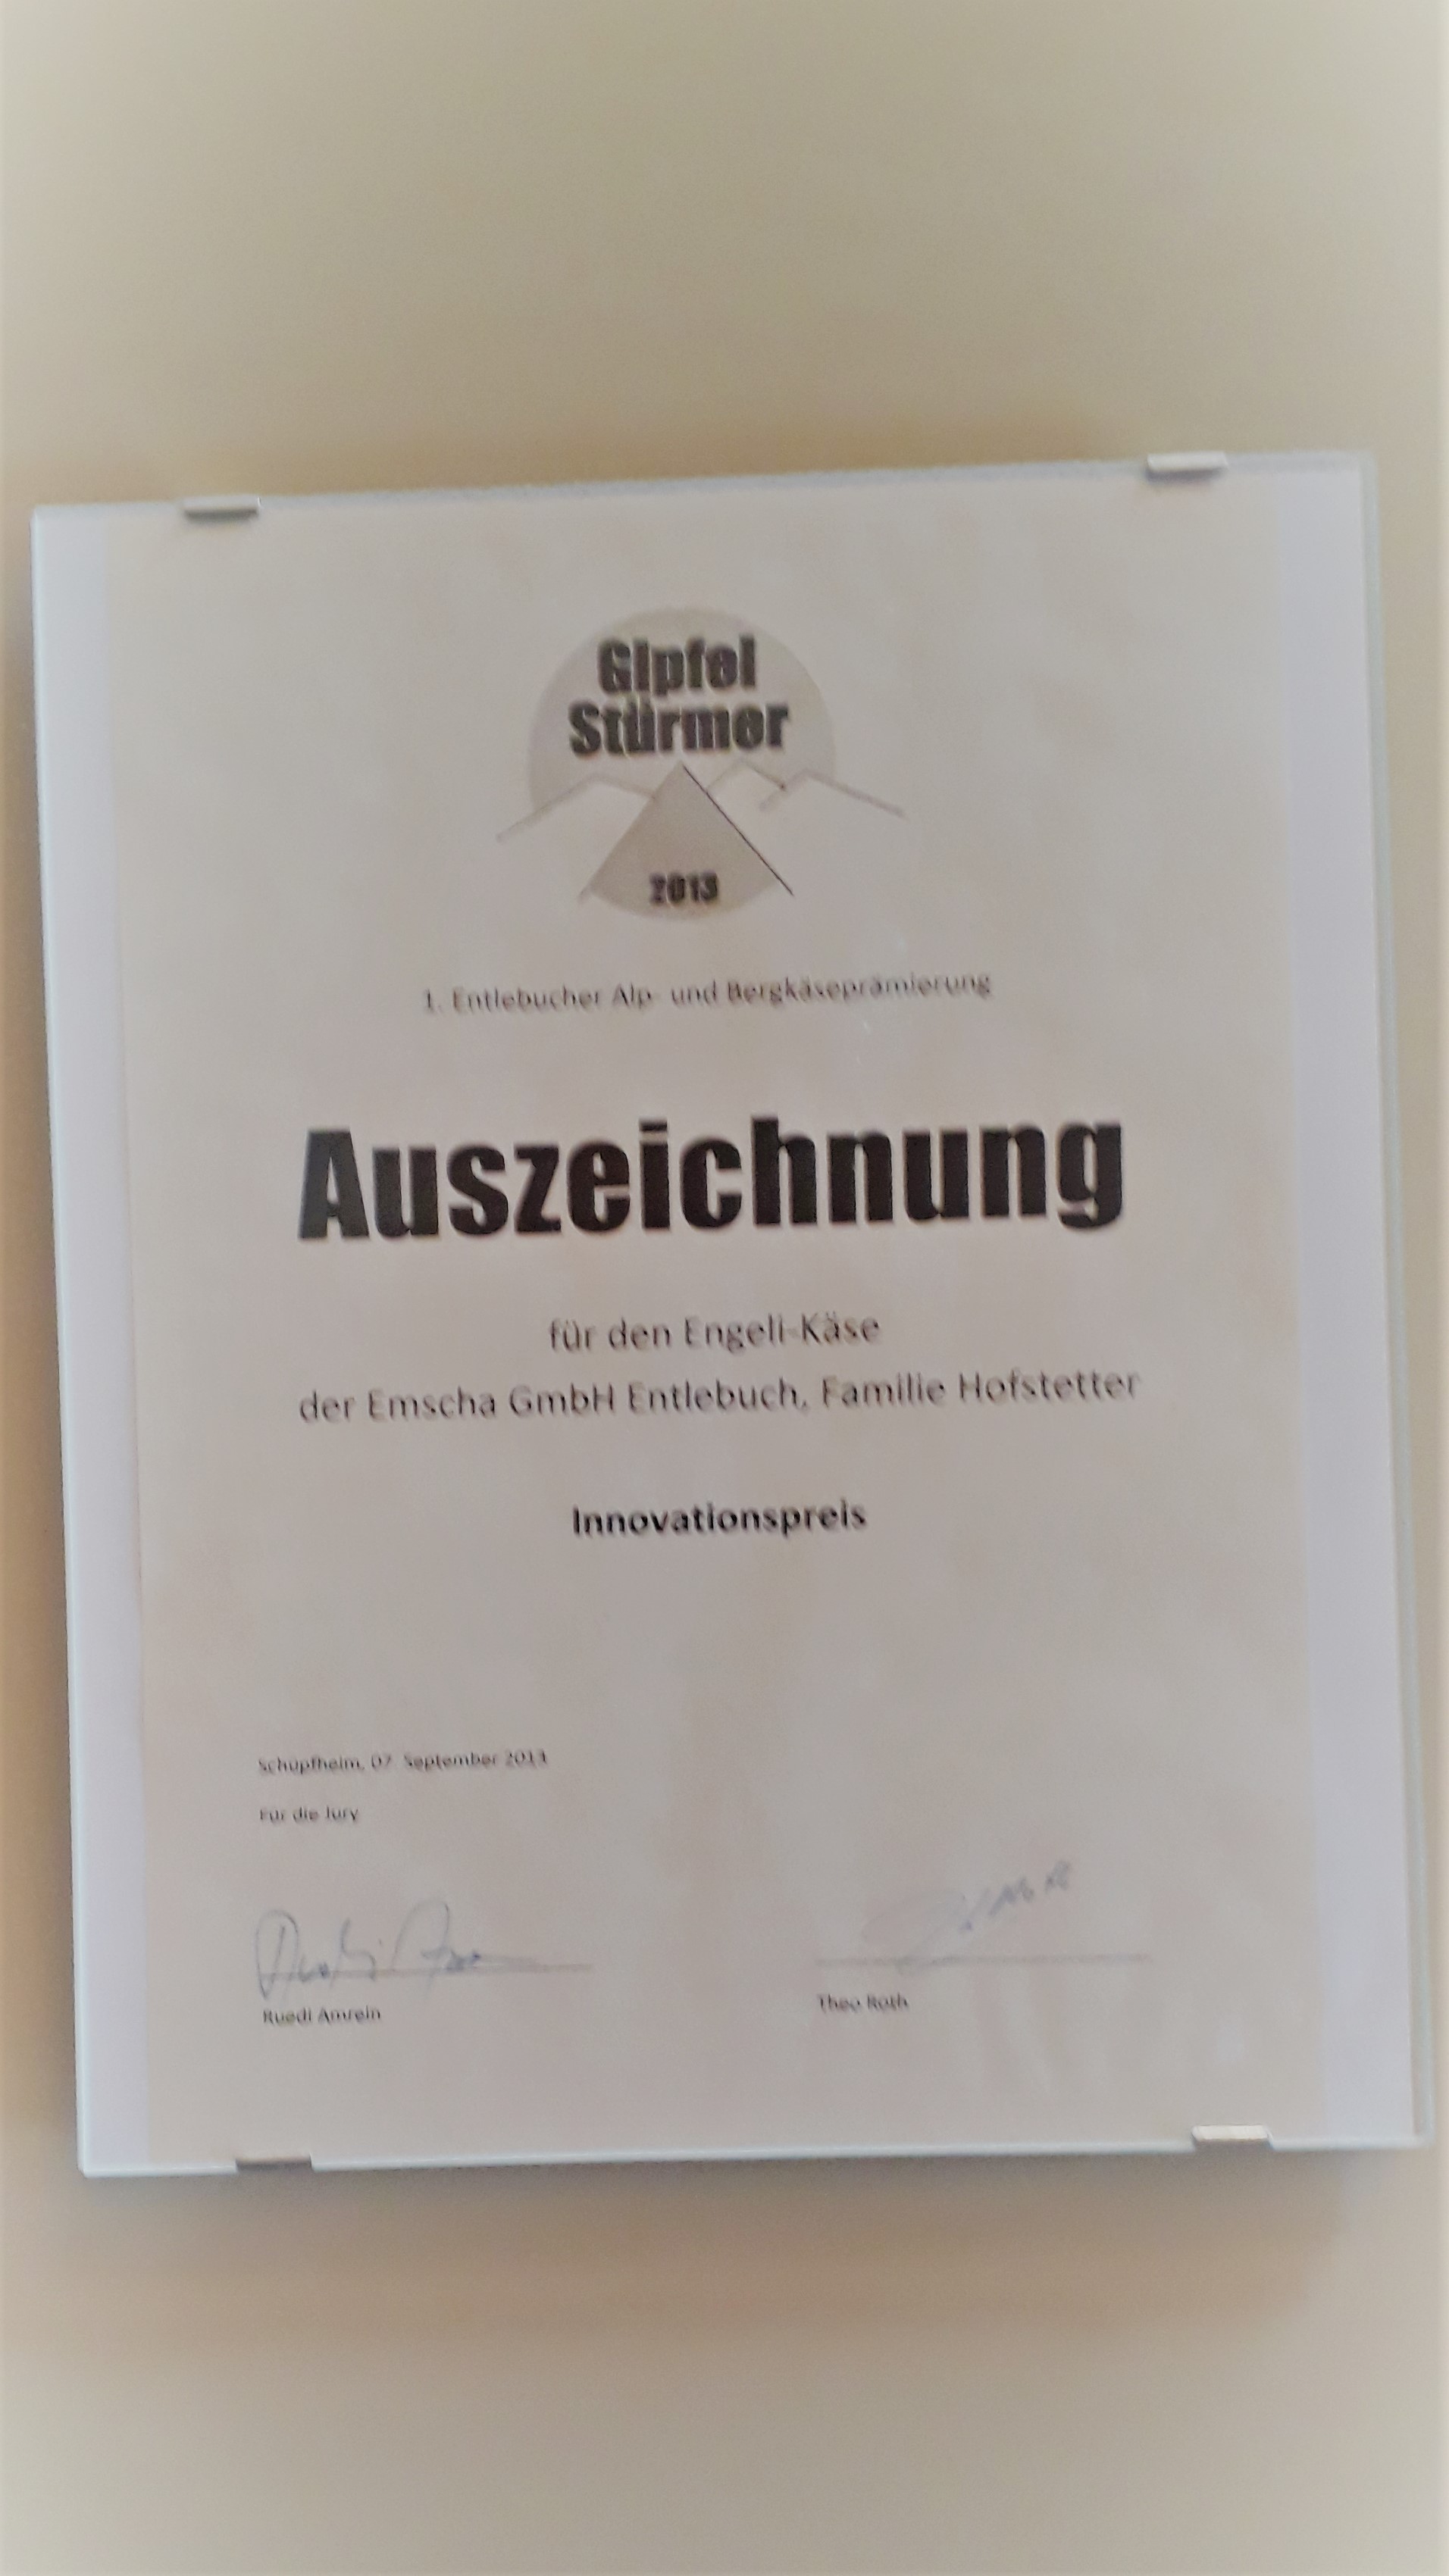 Gipfel
Stürmer
2013
1. Entlebucher Alp- und Bergkäseprämierung
Auszeichnung
für den Engeli-Käse
der Emscha GmbH Entlebuch, Familie Hofstetter
Innovationspreis
Schüpfheim, 07. September 2013
Für die Jury
Ruedi Amrein
Theo Roth